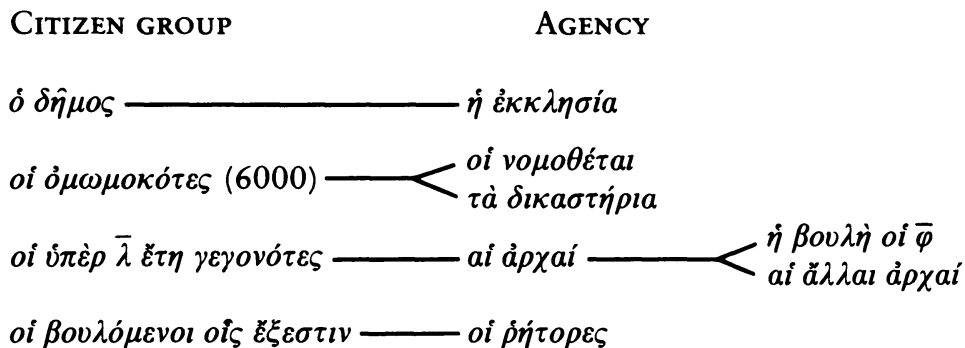 CITIZEN GROUP AGENCY
ὁ δῆμος ἡ ἐκκλησία
οἱ ὀμωμοκότες (6000) οἱ νομοθέται
τὰ δικαστήρια
οἱ ὑπὲρ λ̅ ἔτη γεγονότες αἱ ἀρχαί ἡ βουλὴ οἱ φ̅
αἱ ἄλλαι ἀρχαί
οἱ βουλόμενοι οἷς ἔξεστιν οἱ ῥήτορες